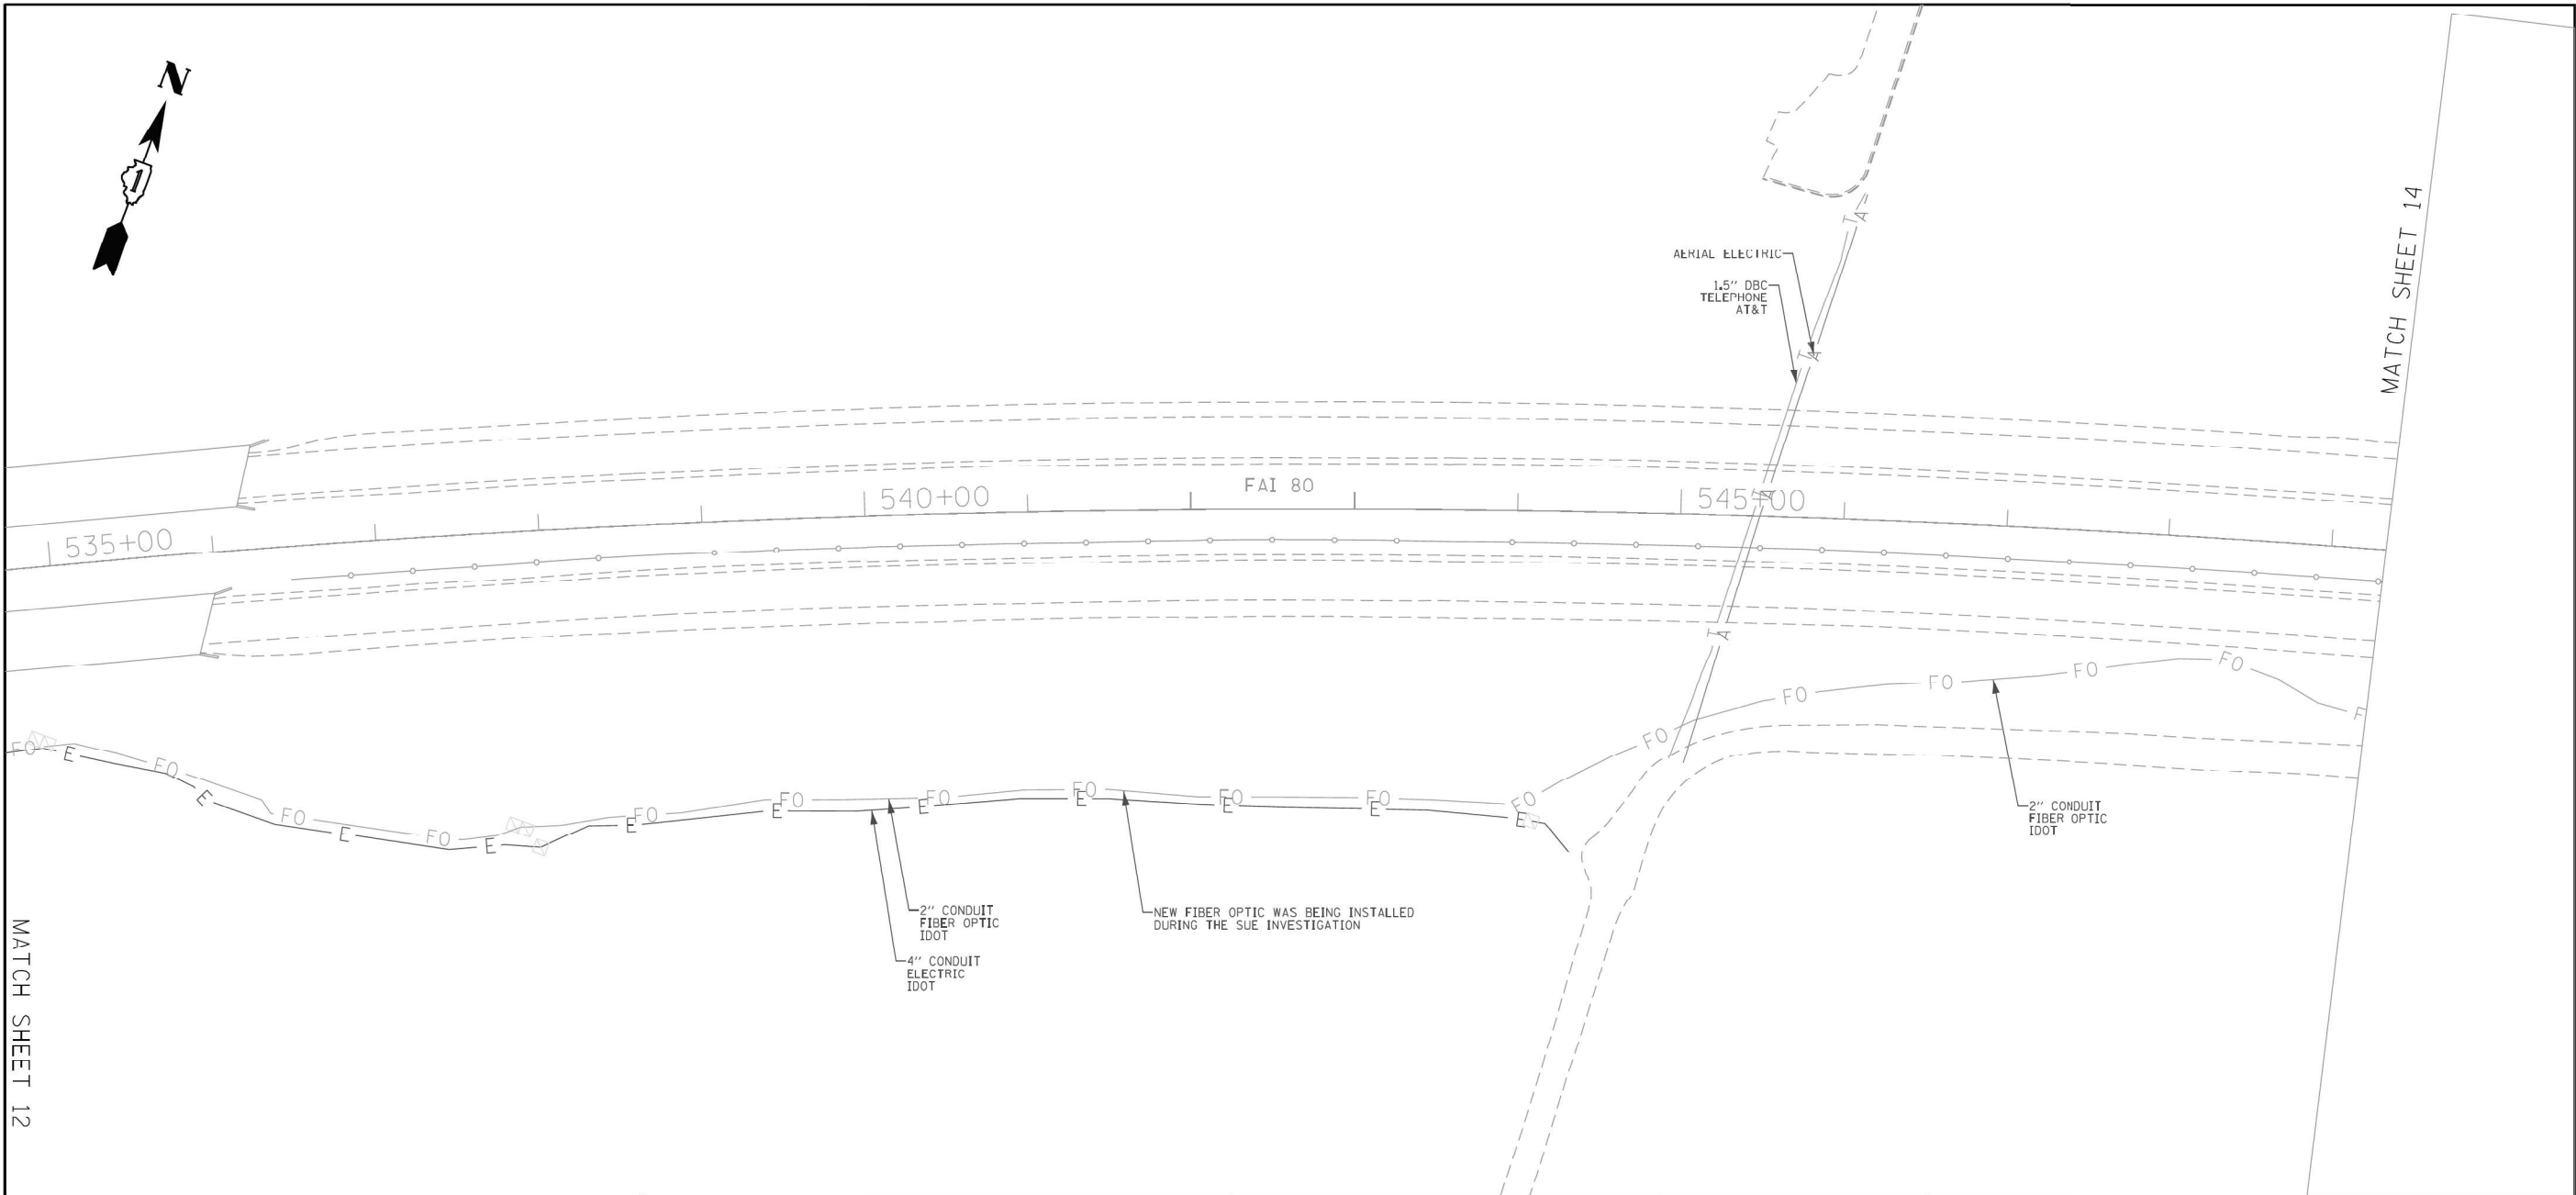 N
1
MATCH SHEET 14
AERIAL ELECTRIC
1.5" DBC
TELEPHONE
AT&T
T
A
T
A
540+00
FAI 80
T
A
545+00
535+00
T
A
FO
FO
FO
FO
FO
F
FO
E
FO
E
FO
E
FO
E
FO
E
FO
E
FO
E
FO
E
FO
E
FO
E
FO
E
2" CONDUIT
FIBER OPTIC
IDOT
2" CONDUIT
FIBER OPTIC
IDOT
NEW FIBER OPTIC WAS BEING INSTALLED
DURING THE SUE INVESTIGATION
4" CONDUIT
ELECTRIC
IDOT
MATCH SHEET 12